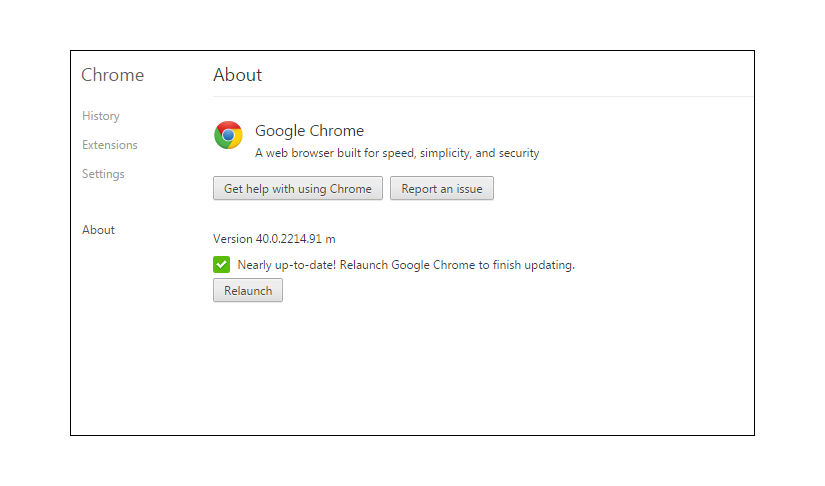 Chrome
About
History
Extensions
Settings
About
Google Chrome
A web browser built for speed, simplicity, and security
Get help with using Chrome
Report an issue
Version 40.0.2214.91 m
Nearly up-to-date! Relaunch Google Chrome to finish updating.
Relaunch